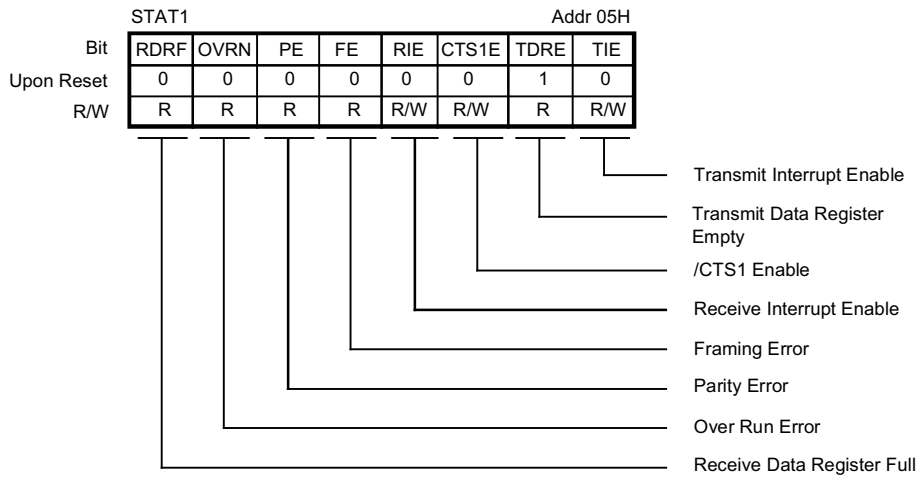 STAT1 Addr 05H
Bit RDRF OVRN PE FE RIE CTS1E TDRE TIE
Upon Reset 0 0 0 0 0 0 1 0
R/W R R R R R/W R/W R R/W
Transmit Interrupt Enable
Transmit Data Register
Empty
/CTS1 Enable
Receive Interrupt Enable
Framing Error
Parity Error
Over Run Error
Receive Data Register Full